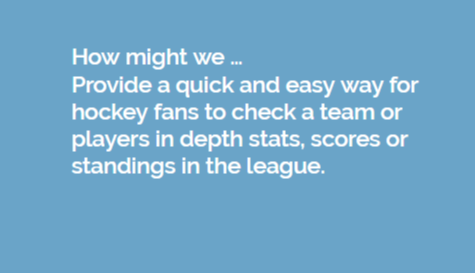 How might we ...
Provide a quick and easy way for
hockey fans to check a team or
players in depth stats, scores or
standings in the league.